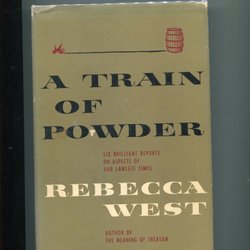 A TRAIN
OF
POWDER
SIX BRILLIANT REPORTS
ON ASPECTS OF
OUR LAWLESS TIMES
REBECCA
WEST
AUTHOR OF
THE MEANING OF TREASON